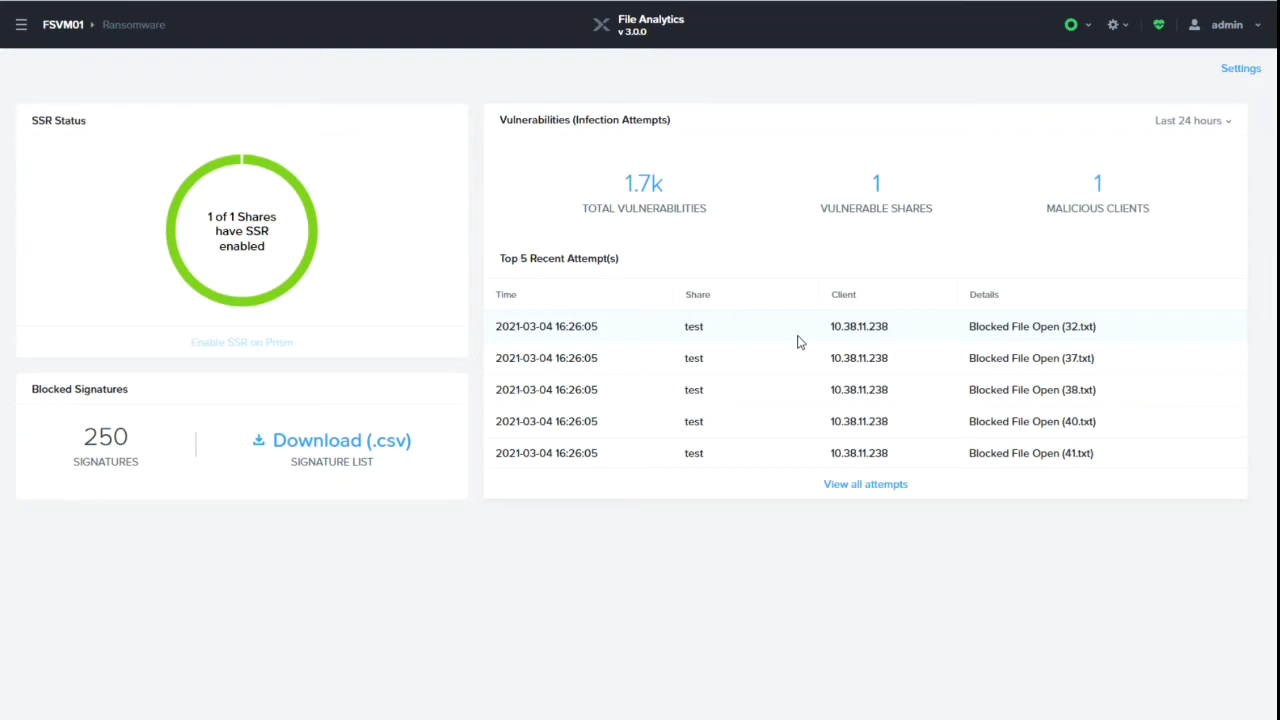 FSVM01 Ransomware
File Analytics
v 3.0.0
admin
Settings
SSR Status
1 of 1 Shares
have SSR
enabled
Enable SSR on Prism
Blocked Signatures
250
SIGNATURES
Download (.csv)
SIGNATURE LIST
Vulnerabilities (Infection Attempts)
Last 24 hours
1.7k
TOTAL VULNERABILITIES
1
VULNERABLE SHARES
1
MALICIOUS CLIENTS
Top 5 Recent Attempt(s)
Time Share Client Details
2021-03-04 16:26:05 test 10.38.11.238 Blocked File Open (32.txt)
2021-03-04 16:26:05 test 10.38.11.238 Blocked File Open (37.txt)
2021-03-04 16:26:05 test 10.38.11.238 Blocked File Open (38.txt)
2021-03-04 16:26:05 test 10.38.11.238 Blocked File Open (40.txt)
2021-03-04 16:26:05 test 10.38.11.238 Blocked File Open (41.txt)
View all attempts